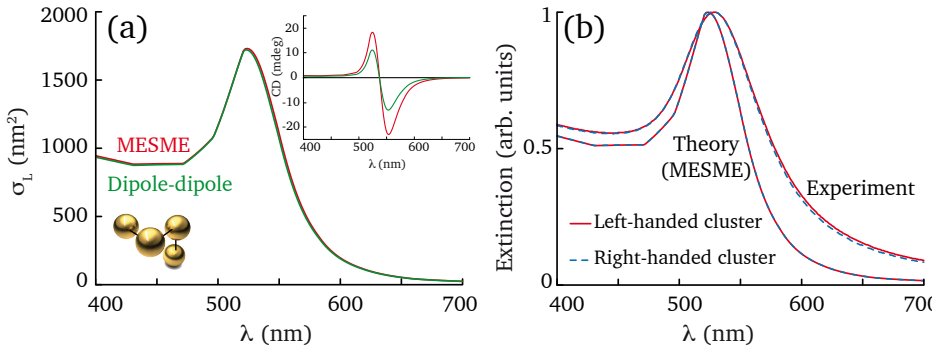 (a)
2000
1500
1000
500
0
σL (nm²)
400
500
600
700
λ (nm)
MESME
Dipole-dipole
CD (mdeg)
20
10
0
-10
-20
400
500
600
700
λ (nm)
(b)
1
0.5
0
Extinction (arb. units)
400
500
600
700
λ (nm)
Theory
(MESME)
Experiment
Left-handed cluster
Right-handed cluster